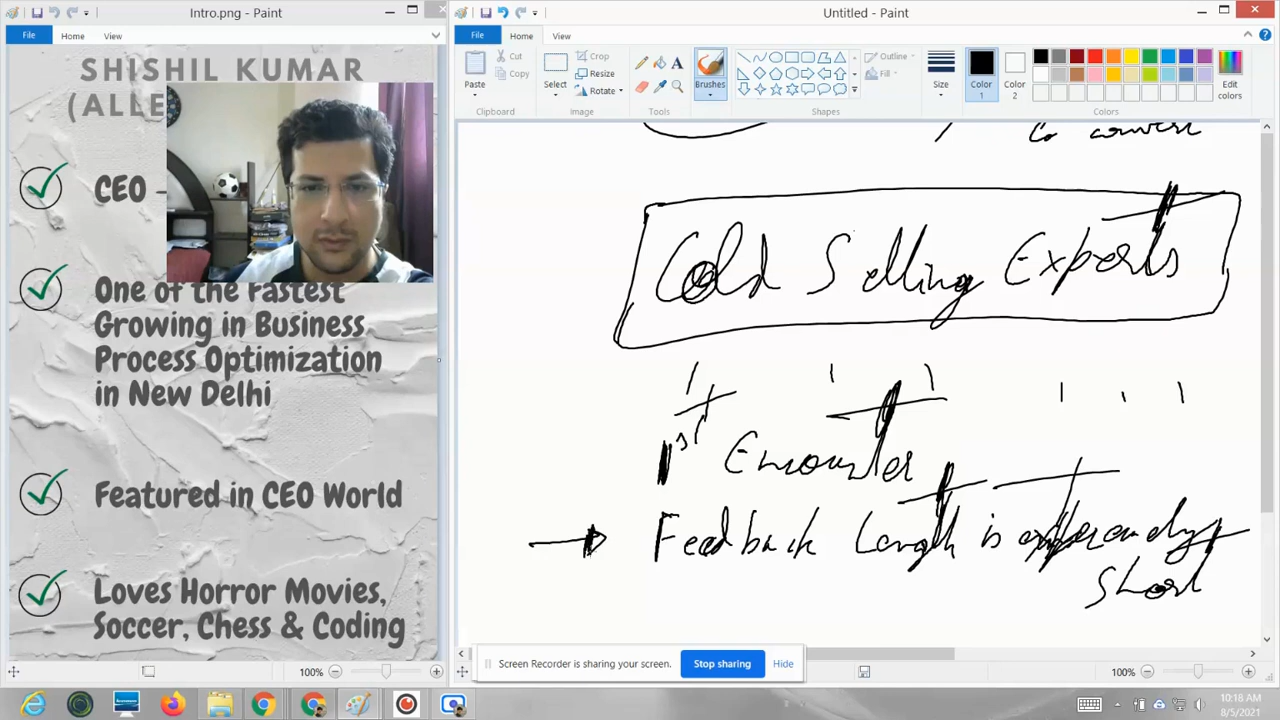 Intro.png - Paint
File
Home
View
SHISHIL KUMAR
(ALLE
CEO -
One of the Fastest
Growing in Business
Process Optimization
in New Delhi
Featured in CEO World
Loves Horror Movies,
Soccer, Chess & Coding
100%
Untitled - Paint
File
Home
View
Paste
Cut
Copy
Clipboard
Select
Crop
Resize
Rotate
Image
A
Tools
Brushes
Outline
Fill
Shapes
Size
Color
1
Color
2
Edit
colors
Colors
to convert
Cold Selling Experts
1st Encounter
Feedback Length is extremely
Short
Screen Recorder is sharing your screen.
Stop sharing
Hide
100%
10:18 AM
8/5/2021